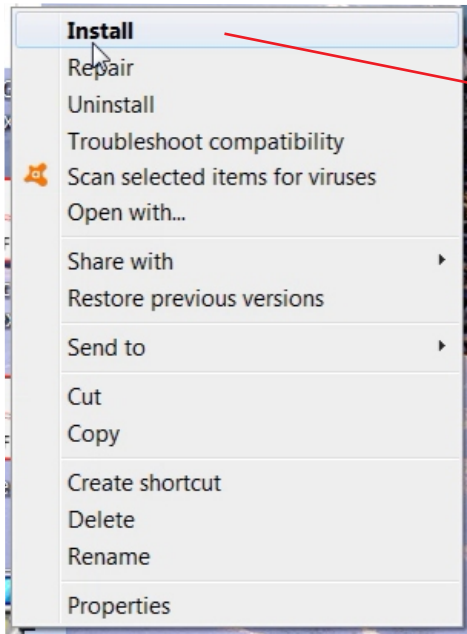 Install
Repair
Uninstall
Troubleshoot compatibility
Scan selected items for viruses
Open with...
Share with
Restore previous versions
Send to
Cut
Copy
Create shortcut
Delete
Rename
Properties